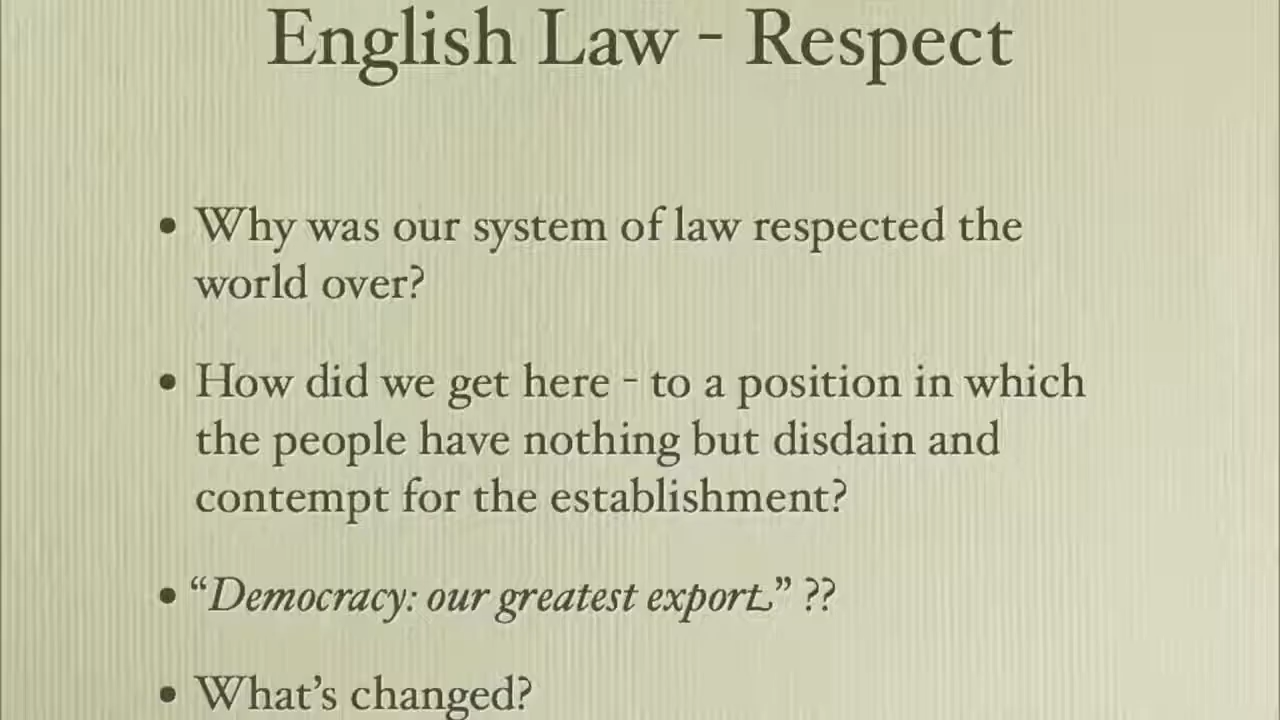 English Law - Respect
• Why was our system of law respected the
world over?
• How did we get here - to a position in which
the people have nothing but disdain and
contempt for the establishment?
• “Democracy: our greatest export.” ??
• What’s changed?